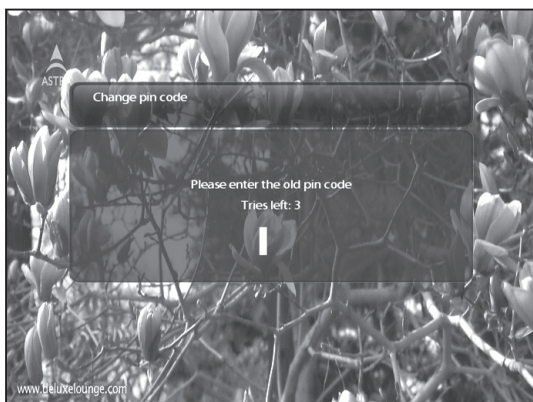 ASTRA
Change pin code
Please enter the old pin code
Tries left: 3
www.deluxelounge.com